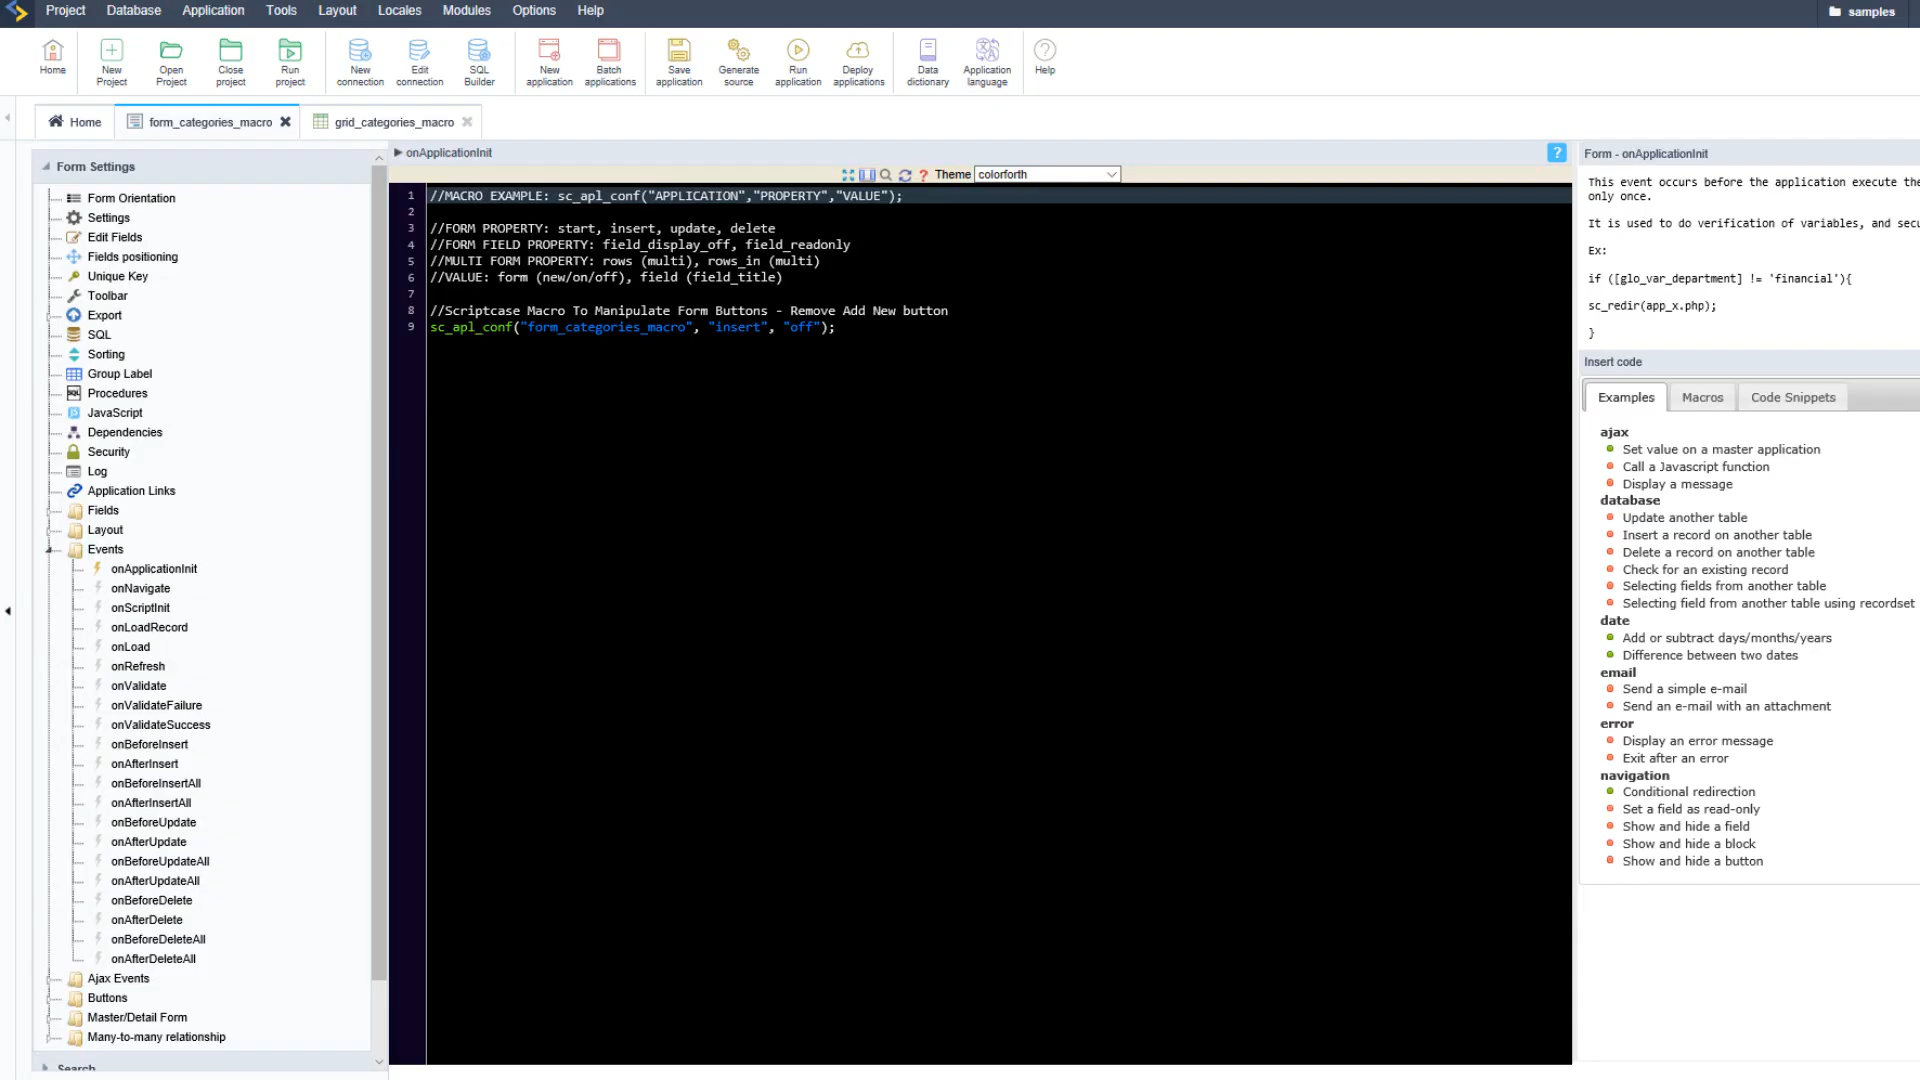 Project Database Application Tools Layout Locales Modules Options Help samples
Home
New Project
Open Project
Close project
Run project
New connection
Edit connection
SQL Builder
New application
Batch applications
Save application
Generate source
Run application
Deploy applications
Data dictionary
Application language
Help
Home form_categories_macro grid_categories_macro
Form Settings
Form Orientation
Settings
Edit Fields
Fields positioning
Unique Key
Toolbar
Export
SQL
Sorting
Group Label
Procedures
JavaScript
Dependencies
Security
Log
Application Links
Fields
Layout
Events
onApplicationInit
onNavigate
onScriptInit
onLoadRecord
onLoad
onRefresh
onValidate
onValidateFailure
onValidateSuccess
onBeforeInsert
onAfterInsert
onBeforeInsertAll
onAfterInsertAll
onBeforeUpdate
onAfterUpdate
onBeforeUpdateAll
onAfterUpdateAll
onBeforeDelete
onAfterDelete
onBeforeDeleteAll
onAfterDeleteAll
Ajax Events
Buttons
Master/Detail Form
Many-to-many relationship
Search
onApplicationInit ?
? Theme colorforth
1 //MACRO EXAMPLE: sc_apl_conf("APPLICATION","PROPERTY","VALUE");
2
3 //FORM PROPERTY: start, insert, update, delete
4 //FORM FIELD PROPERTY: field_display_off, field_readonly
5 //MULTI FORM PROPERTY: rows (multi), rows_in (multi)
6 //VALUE: form (new/on/off), field (field_title)
7
8 //Scriptcase Macro To Manipulate Form Buttons - Remove Add New button
9 sc_apl_conf("form_categories_macro", "insert", "off");
Form - onApplicationInit
This event occurs before the application execute the
only once.
It is used to do verification of variables, and secu
Ex:
if ([glo_var_department] != 'financial'){
sc_redir(app_x.php);
}
Insert code
Examples Macros Code Snippets
ajax
Set value on a master application
Call a Javascript function
Display a message
database
Update another table
Insert a record on another table
Delete a record on another table
Check for an existing record
Selecting fields from another table
Selecting field from another table using recordset
date
Add or subtract days/months/years
Difference between two dates
email
Send a simple e-mail
Send an e-mail with an attachment
error
Display an error message
Exit after an error
navigation
Conditional redirection
Set a field as read-only
Show and hide a field
Show and hide a block
Show and hide a button